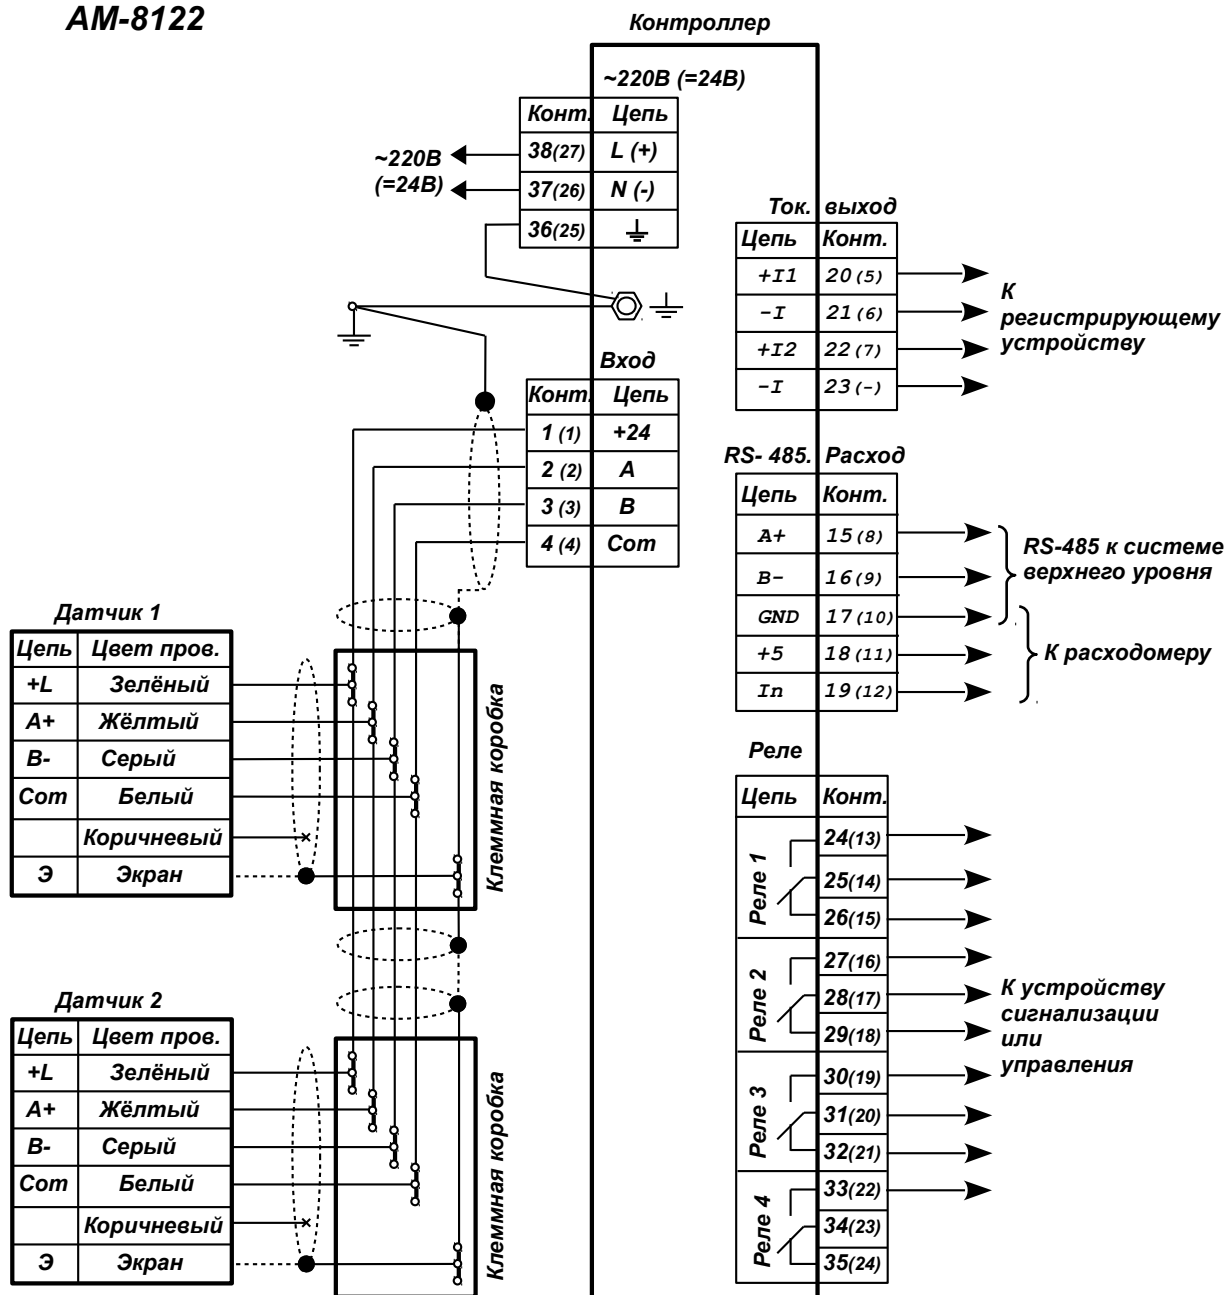 АМ-8122
Контроллер
~220В (=24В)
Конт. Цепь
38(27) L (+)
37(26) N (-)
36(25)
~220В
(=24В)
Ток. выход
Цепь Конт.
+I1 20(5)
-I 21(6)
+I2 22(7)
-I 23(-)
К
регистрирующему
устройству
Вход
Конт. Цепь
1 (1) +24
2 (2) А
3 (3) В
4 (4) Com
RS- 485. Расход
Цепь Конт.
A+ 15(8)
B- 16(9)
GND 17(10)
+5 18(11)
In 19(12)
RS-485 к системе
верхнего уровня
К расходомеру
Датчик 1
Цепь Цвет пров.
+L Зелёный
А+ Жёлтый
В- Серый
Com Белый
Коричневый
Э Экран
Клеммная коробка
Датчик 2
Цепь Цвет пров.
+L Зелёный
А+ Жёлтый
В- Серый
Com Белый
Коричневый
Э Экран
Клеммная коробка
Реле
Цепь Конт.
Реле 1
24(13)
25(14)
26(15)
Реле 2
27(16)
28(17)
29(18)
Реле 3
30(19)
31(20)
32(21)
Реле 4
33(22)
34(23)
35(24)
К устройству
сигнализации
или
управления